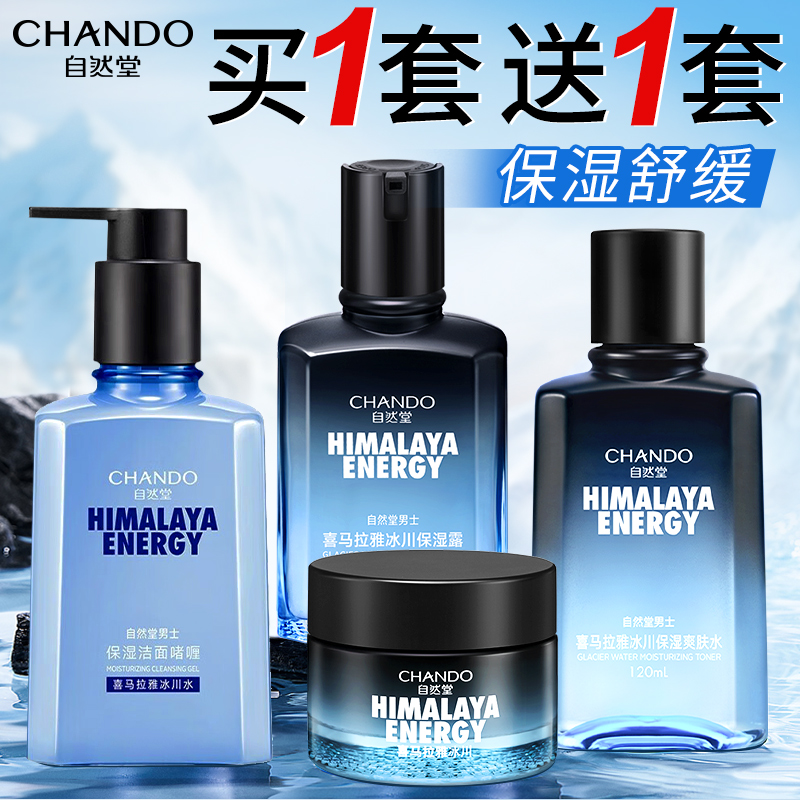 CHANDO
自然堂
买1套 送1套
保湿舒缓
CHANDO
自然堂
HIMALAYA
ENERGY
自然堂男士
保湿洁面啫喱
MOISTURIZING CLEANSING GEL
喜马拉雅冰川水
CHANDO
自然堂
HIMALAYA
ENERGY
自然堂男士
喜马拉雅冰川保湿露
CHANDO
自然堂
HIMALAYA
ENERGY
喜马拉雅冰川
CHANDO
自然堂
HIMALAYA
ENERGY
自然堂男士
喜马拉雅冰川保湿爽肤水
GLACIER WATER MOISTURIZING TONER
120ml